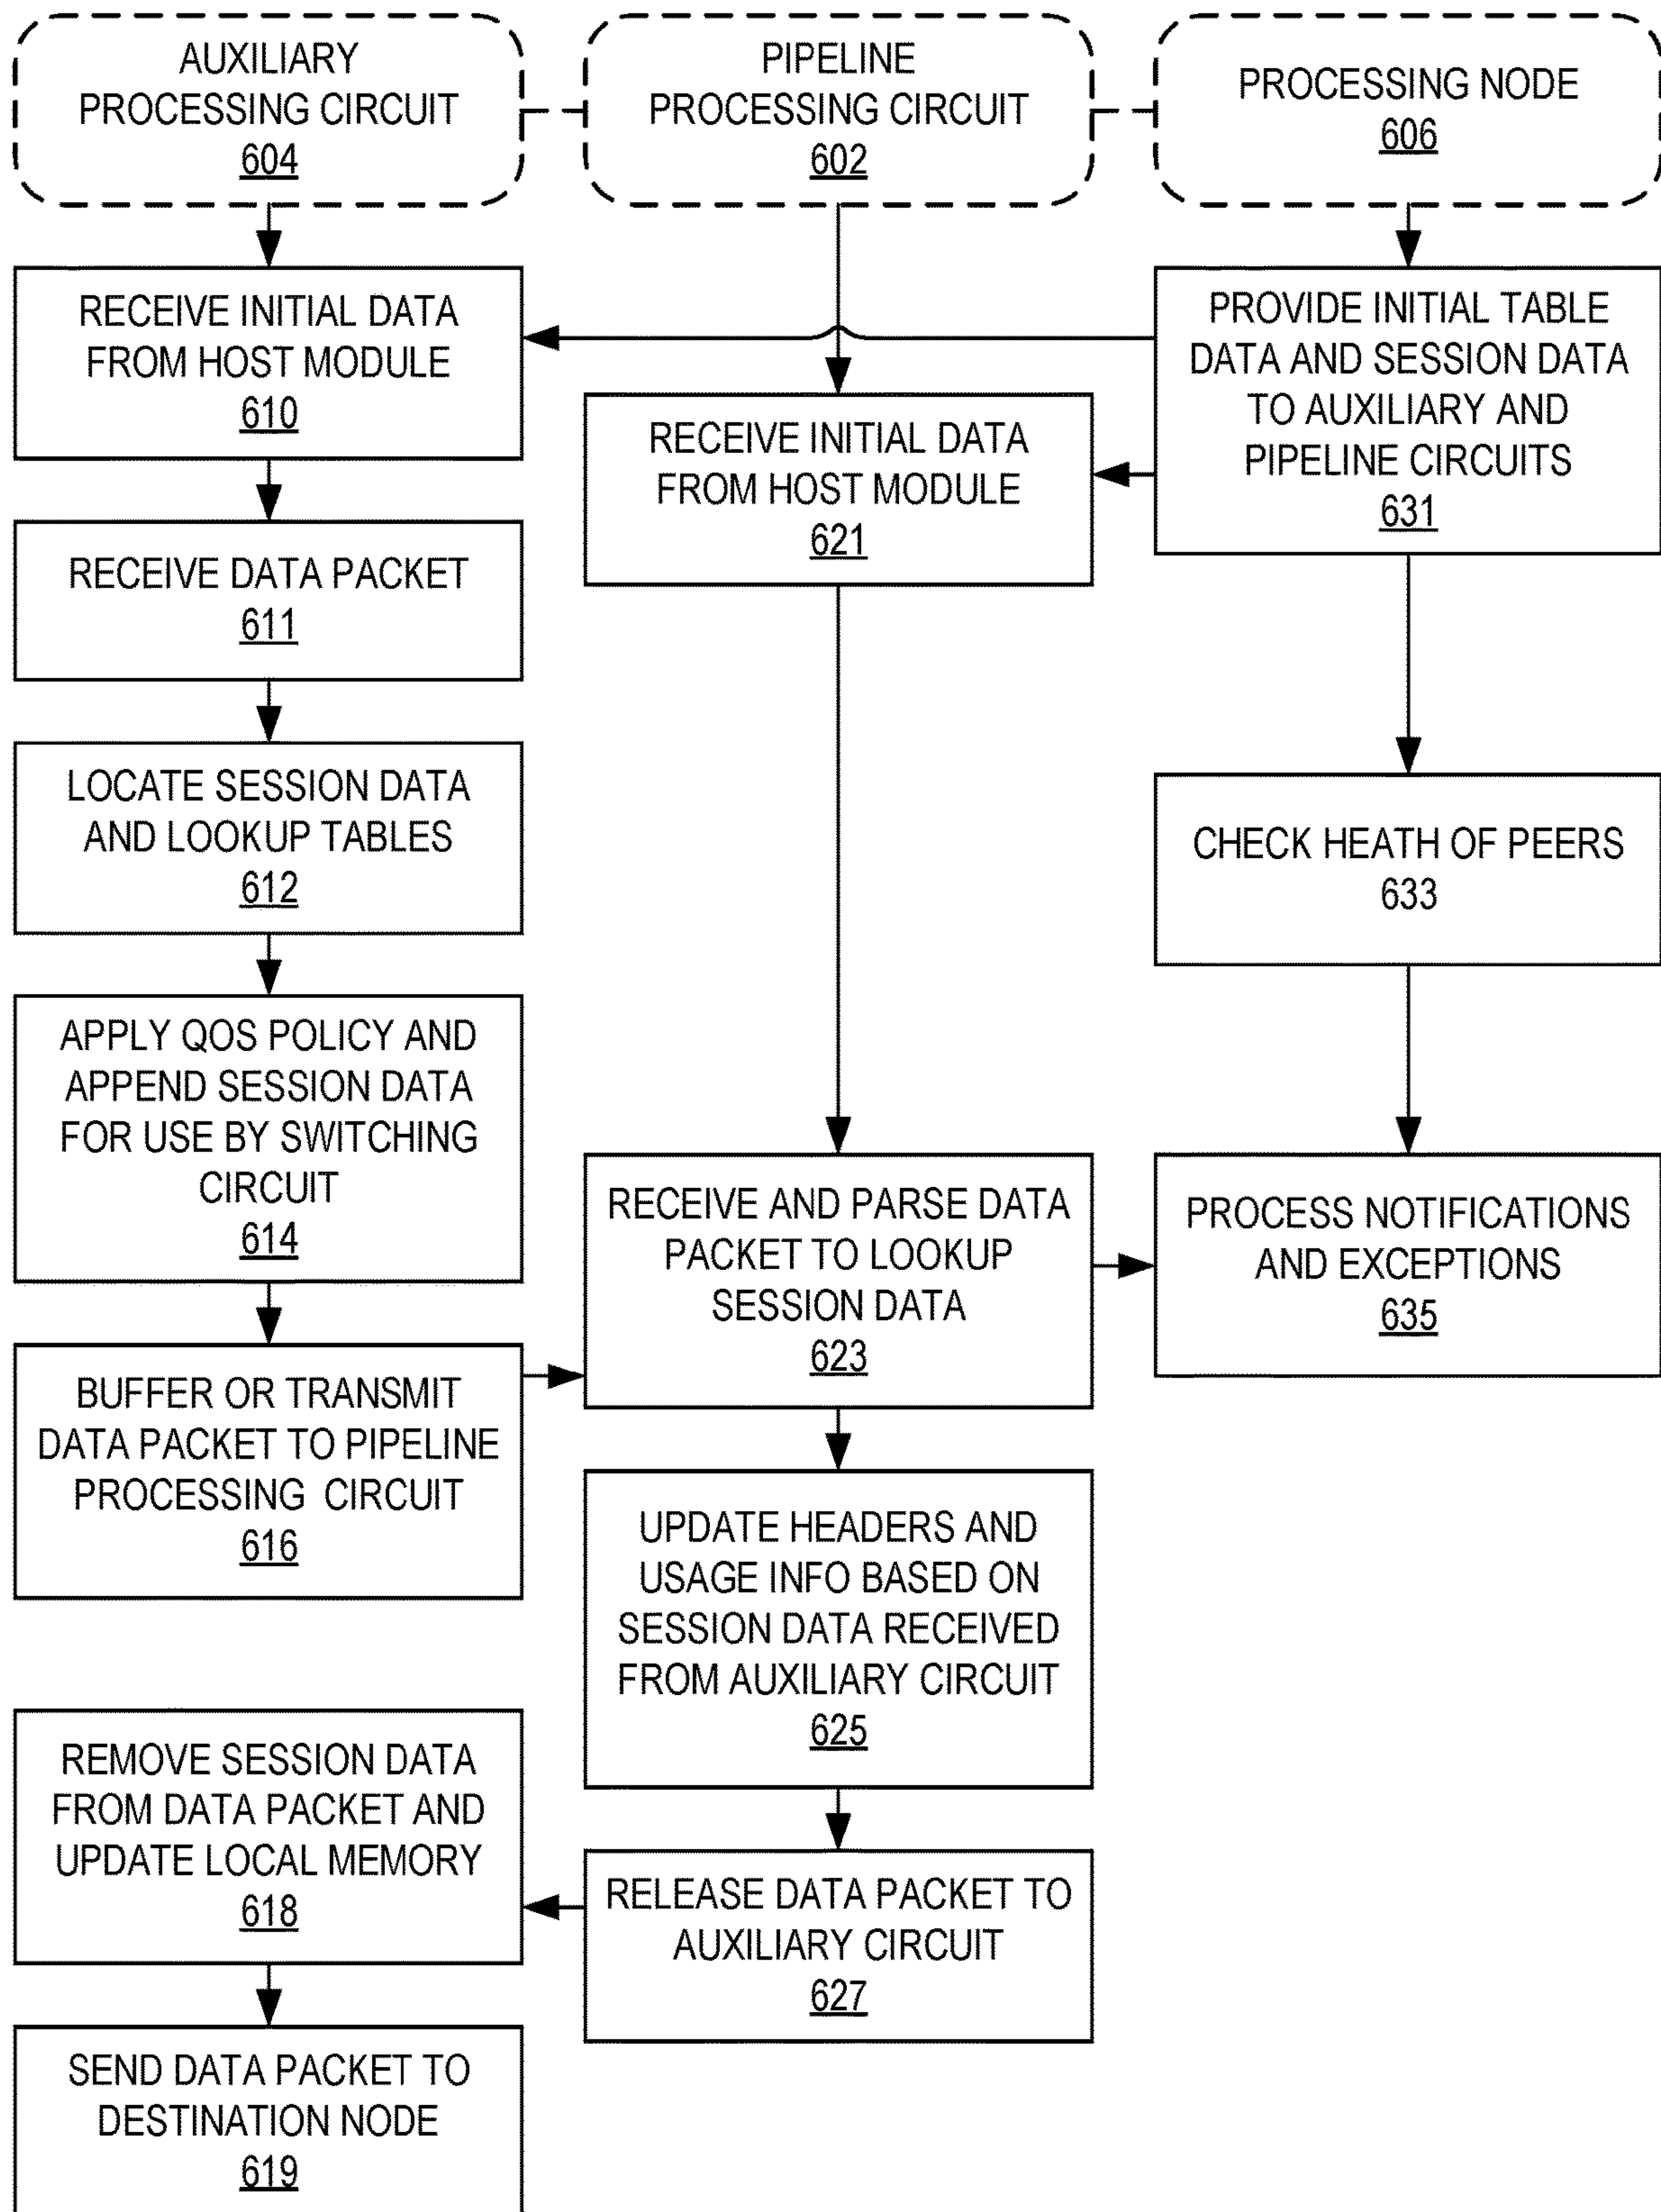 AUXILIARY
PROCESSING CIRCUIT
604
PIPELINE
PROCESSING CIRCUIT
602
PROCESSING NODE
606
RECEIVE INITIAL DATA
FROM HOST MODULE
610
RECEIVE DATA PACKET
611
LOCATE SESSION DATA
AND LOOKUP TABLES
612
APPLY QOS POLICY AND
APPEND SESSION DATA
FOR USE BY SWITCHING
CIRCUIT
614
BUFFER OR TRANSMIT
DATA PACKET TO PIPELINE
PROCESSING CIRCUIT
616
REMOVE SESSION DATA
FROM DATA PACKET AND
UPDATE LOCAL MEMORY
618
SEND DATA PACKET TO
DESTINATION NODE
619
RECEIVE INITIAL DATA
FROM HOST MODULE
621
RECEIVE AND PARSE DATA
PACKET TO LOOKUP
SESSION DATA
623
UPDATE HEADERS AND
USAGE INFO BASED ON
SESSION DATA RECEIVED
FROM AUXILIARY CIRCUIT
625
RELEASE DATA PACKET TO
AUXILIARY CIRCUIT
627
PROVIDE INITIAL TABLE
DATA AND SESSION DATA
TO AUXILIARY AND
PIPELINE CIRCUITS
631
CHECK HEATH OF PEERS
633
PROCESS NOTIFICATIONS
AND EXCEPTIONS
635